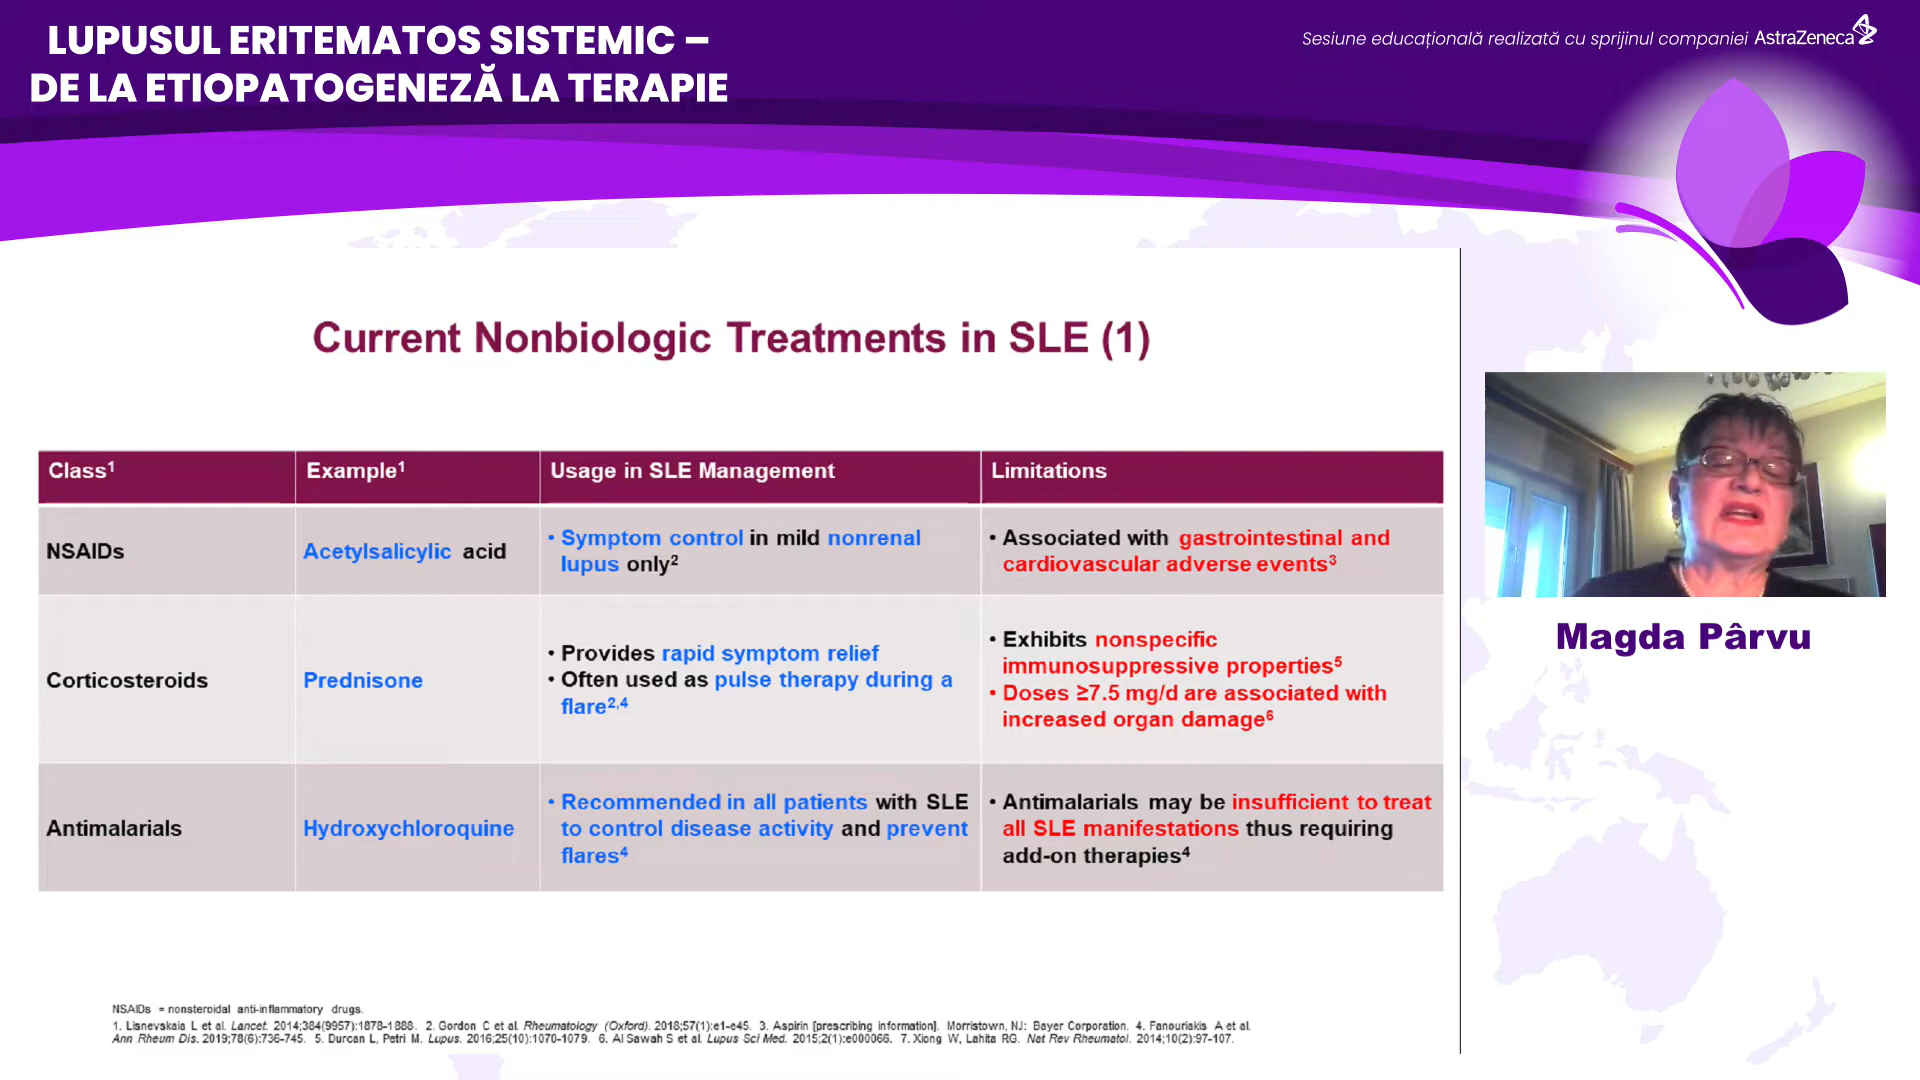 LUPUSUL ERITEMATOS SISTEMIC –
DE LA ETIOPATOGENEZĂ LA TERAPIE
Sesiune educațională realizată cu sprijinul companiei AstraZeneca
Current Nonbiologic Treatments in SLE (1)
Class¹ Example¹ Usage in SLE Management Limitations
NSAIDs
Acetylsalicylic acid
• Symptom control in mild nonrenal
lupus only²
• Associated with gastrointestinal and
cardiovascular adverse events³
Corticosteroids
Prednisone
• Provides rapid symptom relief
• Often used as pulse therapy during a
flare²,⁴
• Exhibits nonspecific
immunosuppressive properties⁵
• Doses ≥7.5 mg/d are associated with
increased organ damage⁶
Antimalarials
Hydroxychloroquine
• Recommended in all patients with SLE
to control disease activity and prevent
flares⁴
• Antimalarials may be insufficient to treat
all SLE manifestations thus requiring
add-on therapies⁴
Magda Pârvu
NSAIDs = nonsteroidal anti-inflammatory drugs.
1. Lisnevskaia L et al. Lancet. 2014;384(9957):1878-1888. 2. Gordon C et al. Rheumatology (Oxford). 2018;57(1):e1-e45. 3. Aspirin [prescribing information]. Morristown, NJ: Bayer Corporation. 4. Fanouriakis A et al.
Ann Rheum Dis. 2019;78(6):736-745. 5. Durcan L, Petri M. Lupus. 2016;25(10):1070-1079. 6. Al Sawah S et al. Lupus Sci Med. 2015;2(1):e000066. 7. Xiong W, Lahita RG. Nat Rev Rheumatol. 2014;10(2):97-107.